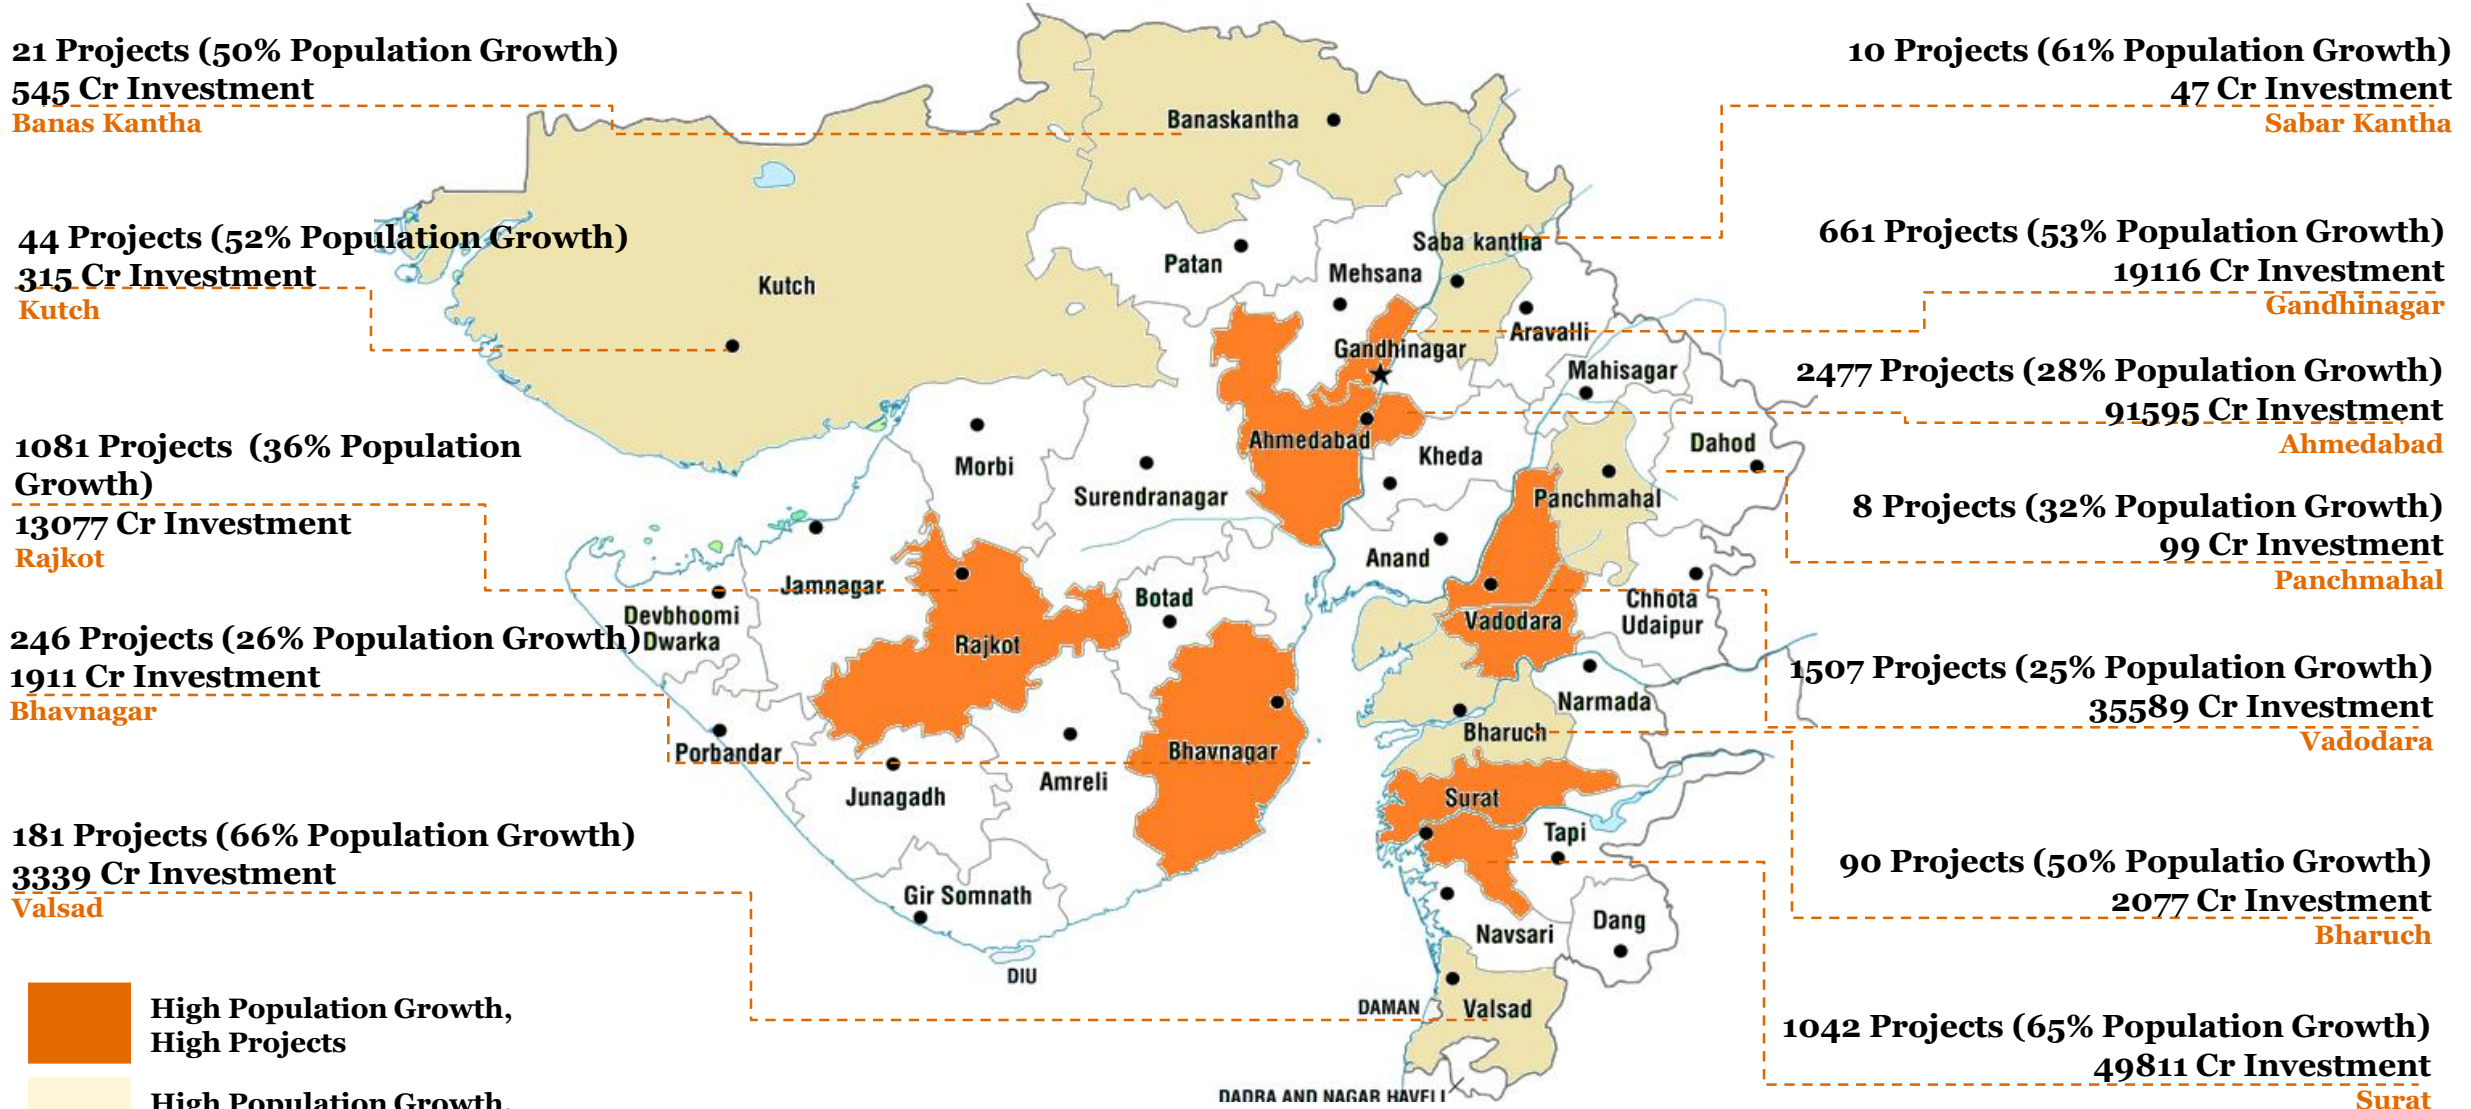 21 Projects (50% Population Growth)
545 Cr Investment
Banas Kantha
44 Projects (52% Population Growth)
315 Cr Investment
Kutch
1081 Projects (36% Population
Growth)
13077 Cr Investment
Rajkot
246 Projects (26% Population Growth)
1911 Cr Investment
Bhavnagar
181 Projects (66% Population Growth)
3339 Cr Investment
Valsad
High Population Growth,
High Projects
High Population Growth,
Banaskantha
Saba kantha
Patan
Mehsana
Kutch
Aravalli
Gandhinagar
Mahisagar
Ahmedabad
Dahod
Kheda
Morbi
Surendranagar
Panchmahal
Anand
Jamnagar
Botad
Chhota
Udaipur
Devbhoomi
Dwarka
Vadodara
Rajkot
Narmada
Bharuch
Porbandar
Bhavnagar
Amreli
Junagadh
Surat
Tapi
Gir Somnath
Dang
Navsari
DIU
DAMAN
Valsad
DADRA AND NAGAR HAVELI
10 Projects (61% Population Growth)
47 Cr Investment
Sabar Kantha
661 Projects (53% Population Growth)
19116 Cr Investment
Gandhinagar
2477 Projects (28% Population Growth)
91595 Cr Investment
Ahmedabad
8 Projects (32% Population Growth)
99 Cr Investment
Panchmahal
1507 Projects (25% Population Growth)
35589 Cr Investment
Vadodara
90 Projects (50% Populatio Growth)
2077 Cr Investment
Bharuch
1042 Projects (65% Population Growth)
49811 Cr Investment
Surat